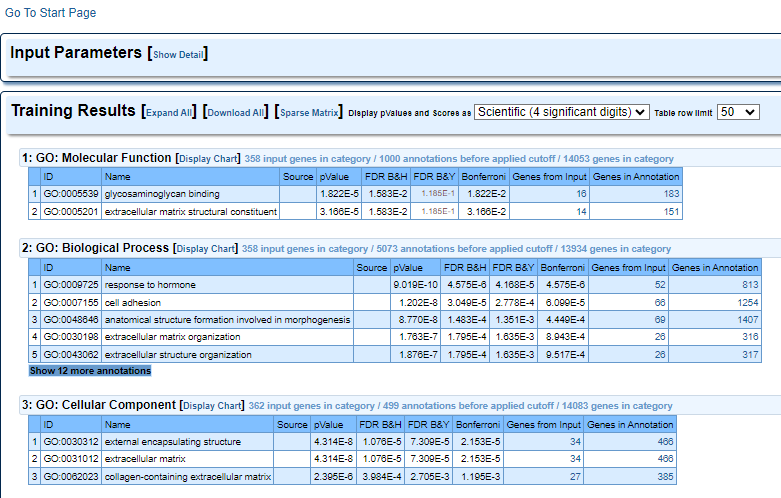 Go To Start Page
Input Parameters [Show Detail]
Training Results [Expand All] [Download All] [Sparse Matrix] Display pValues and Scores as Scientific (4 significant digits) Table row limit 50
1: GO: Molecular Function [Display Chart] 358 input genes in category / 1000 annotations before applied cutoff / 14053 genes in category
ID Name Source pValue FDR B&H FDR B&Y Bonferroni Genes from Input Genes in Annotation
1 GO:0005539 glycosaminoglycan binding 1.822E-5 1.583E-2 1.185E-1 1.822E-2 16 183
2 GO:0005201 extracellular matrix structural constituent 3.166E-5 1.583E-2 1.185E-1 3.166E-2 14 151
2: GO: Biological Process [Display Chart] 358 input genes in category / 5073 annotations before applied cutoff / 13934 genes in category
ID Name Source pValue FDR B&H FDR B&Y Bonferroni Genes from Input Genes in Annotation
1 GO:0009725 response to hormone 9.019E-10 4.575E-6 4.168E-5 4.575E-6 52 813
2 GO:0007155 cell adhesion 1.202E-8 3.049E-5 2.778E-4 6.099E-5 66 1254
3 GO:0048646 anatomical structure formation involved in morphogenesis 8.770E-8 1.483E-4 1.351E-3 4.449E-4 69 1407
4 GO:0030198 extracellular matrix organization 1.763E-7 1.795E-4 1.635E-3 8.943E-4 26 316
5 GO:0043062 extracellular structure organization 1.876E-7 1.795E-4 1.635E-3 9.517E-4 26 317
Show 12 more annotations
3: GO: Cellular Component [Display Chart] 362 input genes in category / 499 annotations before applied cutoff / 14083 genes in category
ID Name Source pValue FDR B&H FDR B&Y Bonferroni Genes from Input Genes in Annotation
1 GO:0030312 external encapsulating structure 4.314E-8 1.076E-5 7.309E-5 2.153E-5 34 466
2 GO:0031012 extracellular matrix 4.314E-8 1.076E-5 7.309E-5 2.153E-5 34 466
3 GO:0062023 collagen-containing extracellular matrix 2.395E-6 3.984E-4 2.705E-3 1.195E-3 27 385